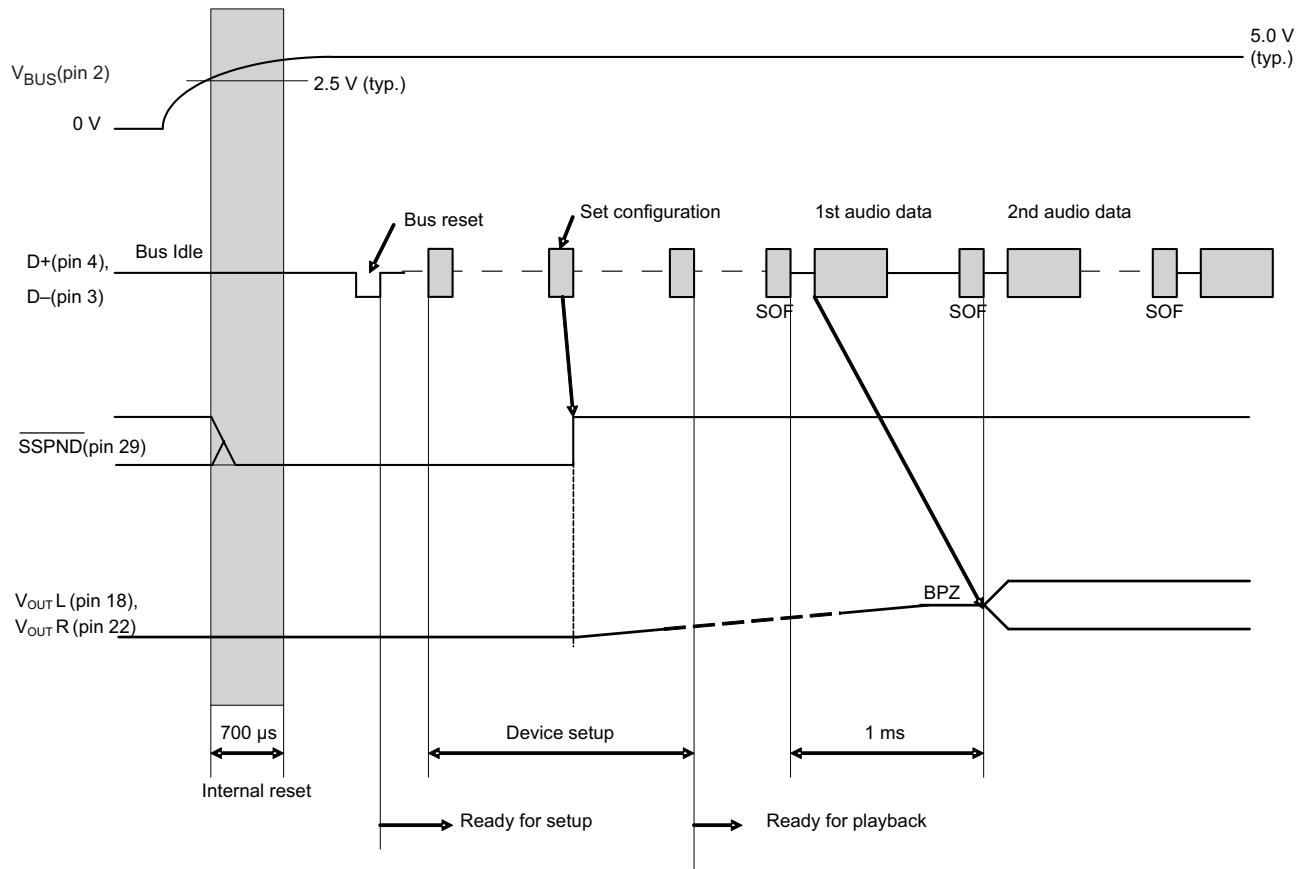 5.0 V
(typ.)
VBUS(pin 2)
2.5 V (typ.)
0 V
Bus reset
Set configuration
1st audio data
2nd audio data
Bus Idle
D+(pin 4),
D–(pin 3)
SOF
SOF
SOF
SSPND(pin 29)
BPZ
VOUTL (pin 18),
VOUTR (pin 22)
700 μs
Device setup
1 ms
Internal reset
Ready for setup
Ready for playback